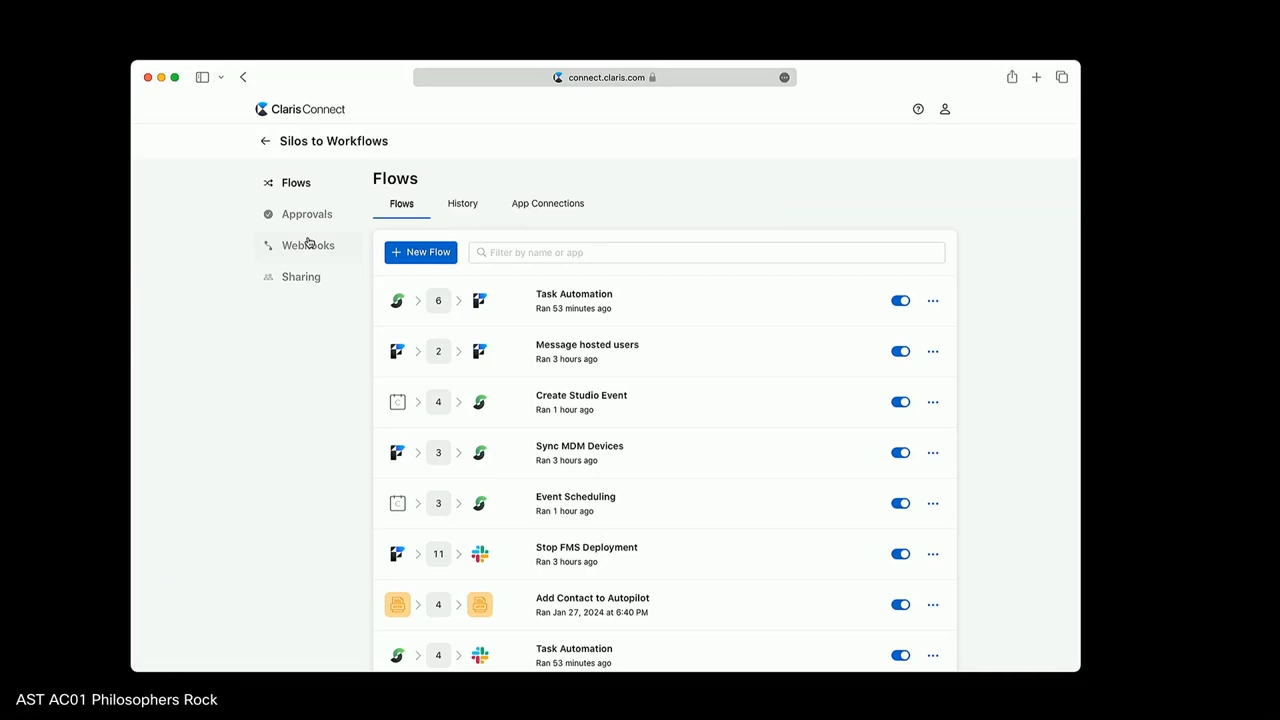 connect.claris.com
Claris Connect
Silos to Workflows
Flows
Approvals
Webhooks
Sharing
Flows
Flows History App Connections
+ New Flow
Filter by name or app
6 Task Automation
Ran 53 minutes ago
2 Message hosted users
Ran 3 hours ago
C 4 Create Studio Event
Ran 1 hour ago
3 Sync MDM Devices
Ran 3 hours ago
C 3 Event Scheduling
Ran 1 hour ago
11 Stop FMS Deployment
Ran 3 hours ago
4 Add Contact to Autopilot
Ran Jan 27, 2024 at 6:40 PM
4 Task Automation
Ran 53 minutes ago
AST AC01 Philosophers Rock